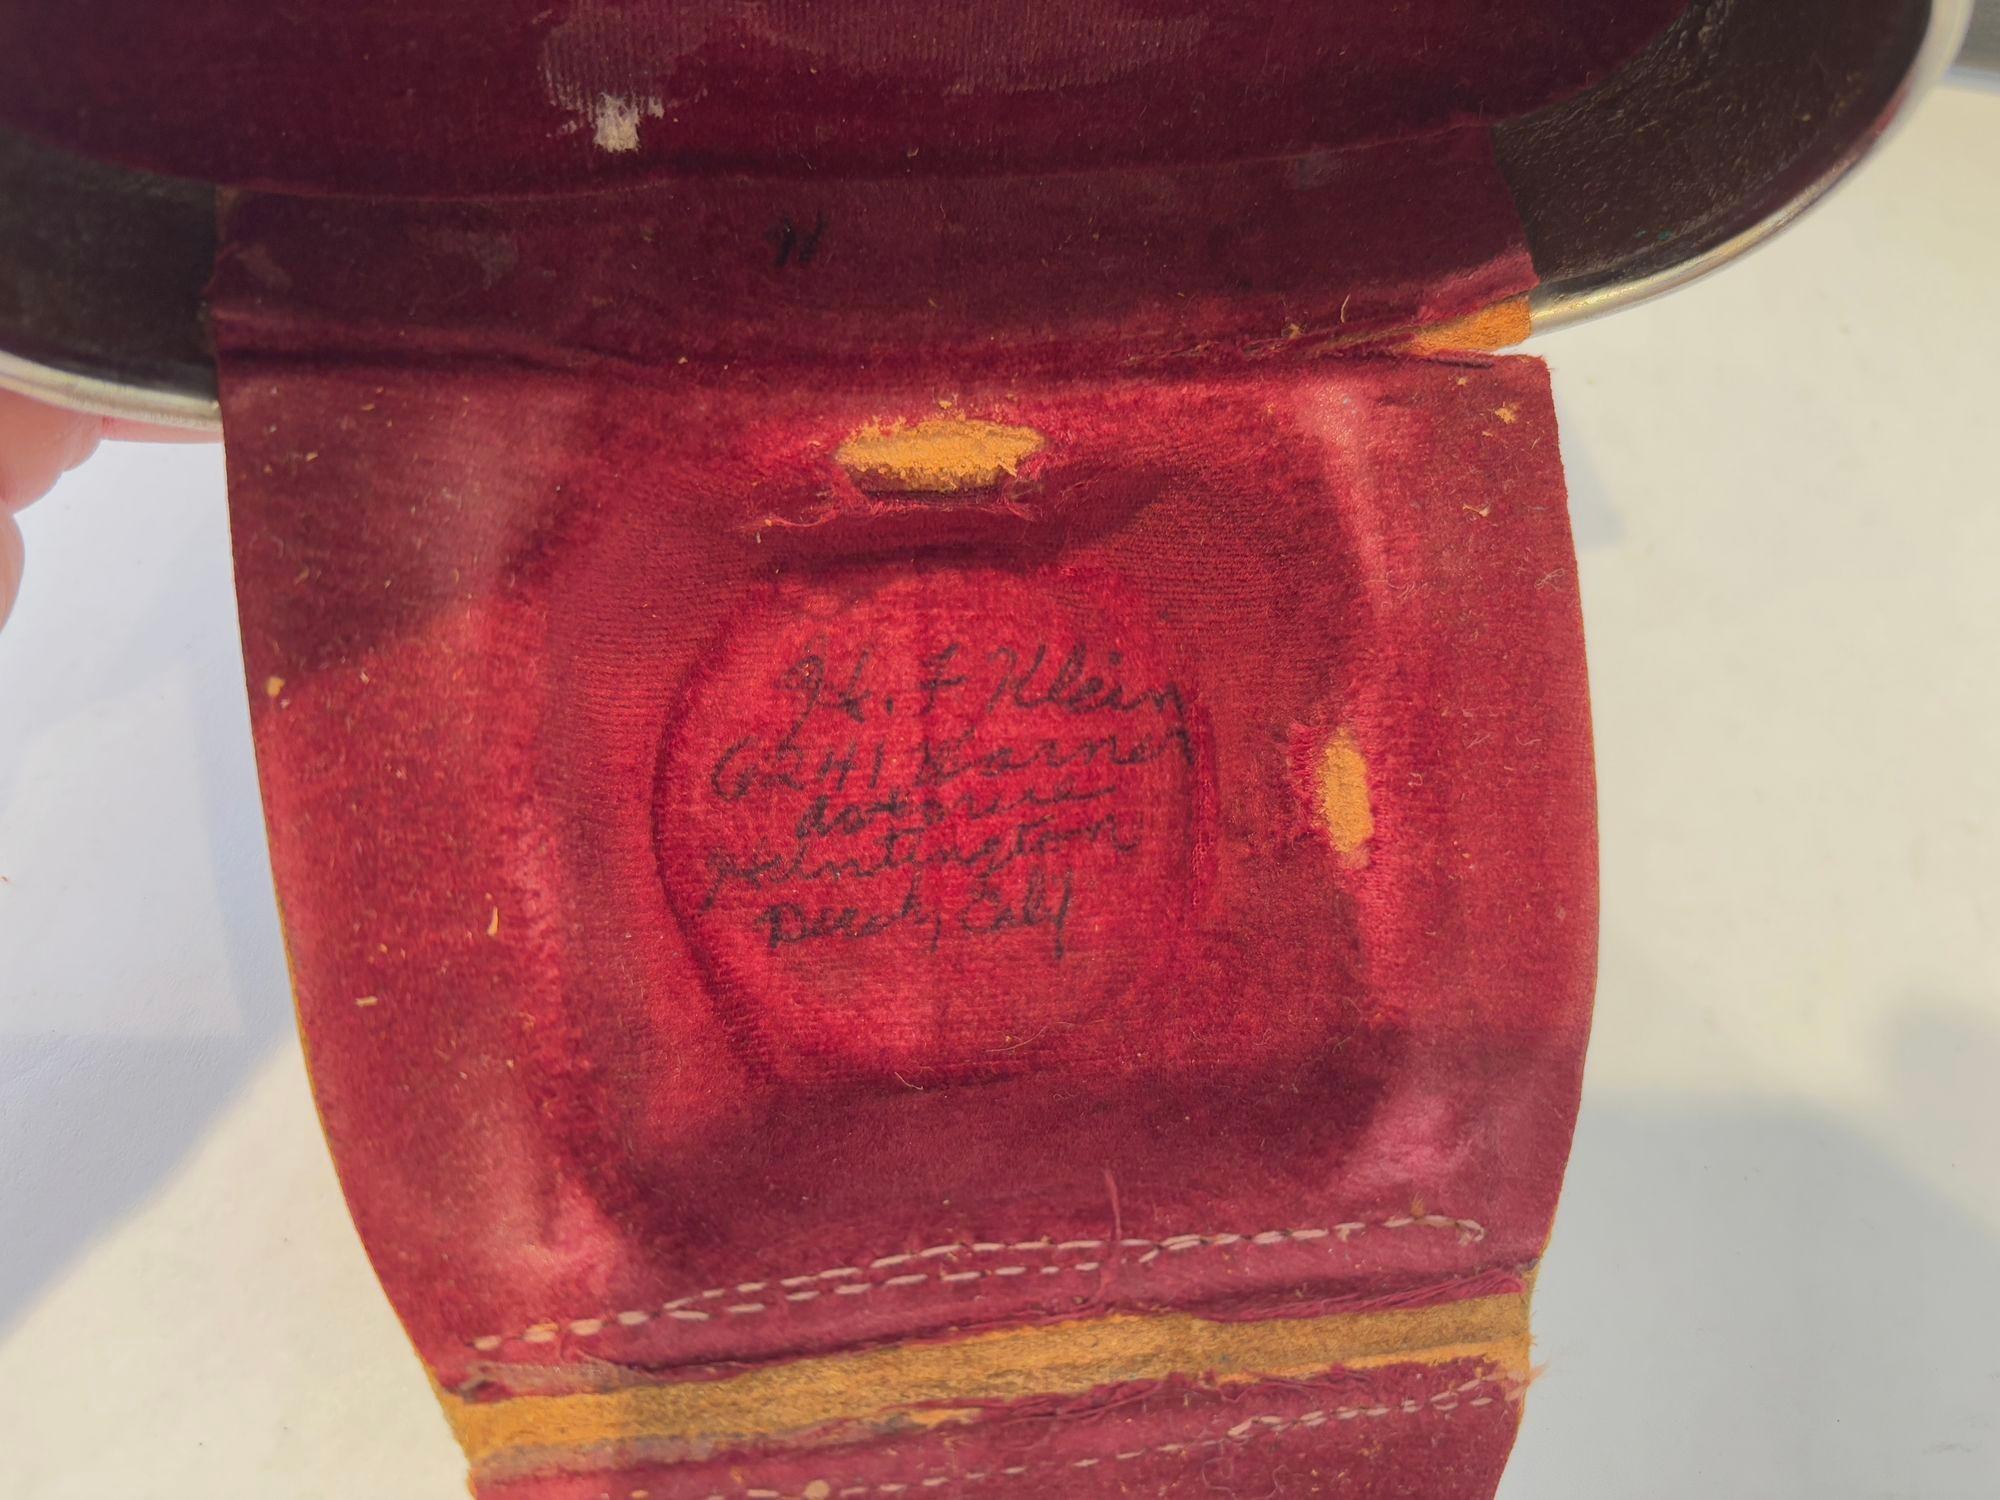 H
H. F Klein
6241 Warner
Huntington
Beach, Calif